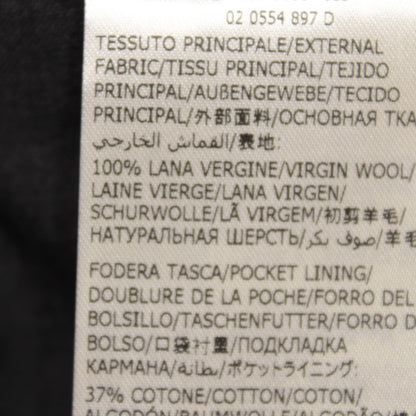 02 0554 897 D
TESSUTO PRINCIPALE/EXTERNAL
FABRIC/TISSU PRINCIPAL/TEJIDO
PRINCIPAL/AUßENGEWEBE/TECIDO
PRINCIPAL/外部面料/ОСНОВНАЯ ТКА
القماش الخارجي/表地:
100% LANA VERGINE/VIRGIN WOOL/
LAINE VIERGE/LANA VIRGEN/
SCHURWOLLE/LÃ VIRGEM/初剪羊毛/
НАТУРАЛЬНАЯ ШЕРСТЬ/صوف بكر/羊毛
FODERA TASCA/POCKET LINING/
DOUBLURE DE LA POCHE/FORRO DEL
BOLSILLO/TASCHENFUTTER/FORRO D
BOLSO/口袋衬里/ПОДКЛАДКА
КАРМАНА/بطانة/ポケットライニング:
37% COTONE/COTTON/COTON/
ALGODÓN/BAUMWOLLE/ALGODÃO